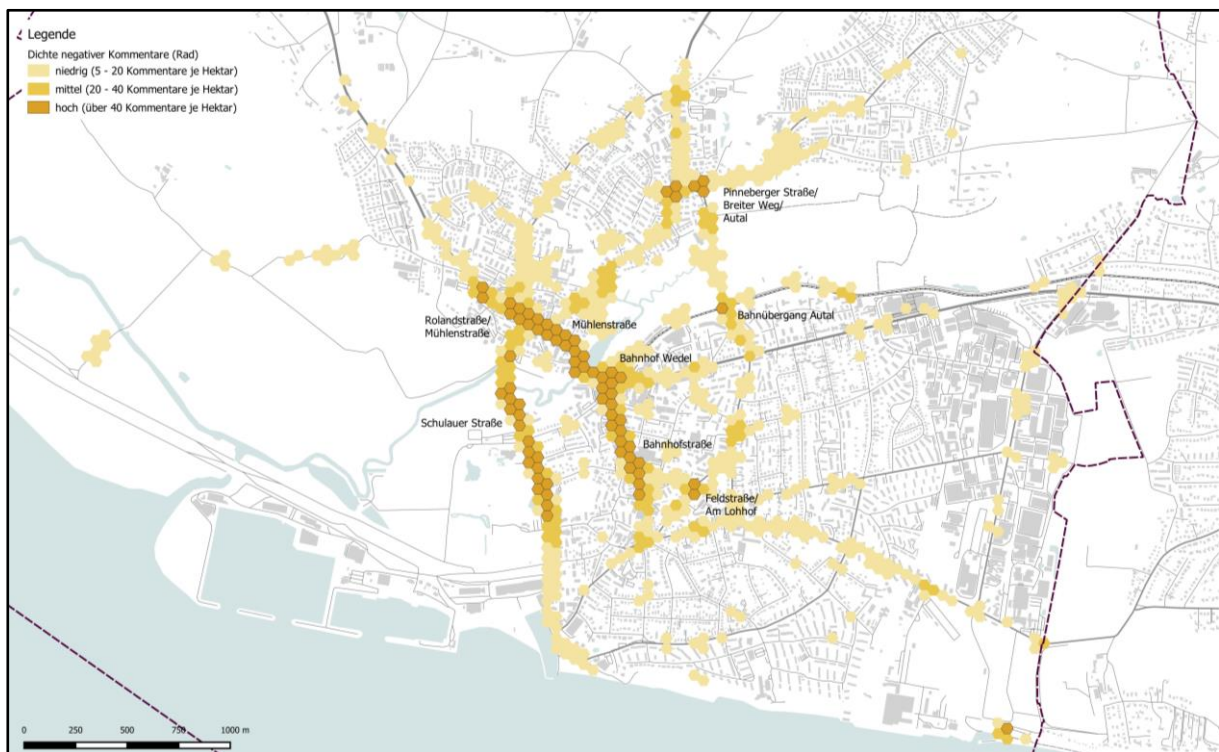 Legende
Dichte negativer Kommentare (Rad)
niedrig (5 - 20 Kommentare je Hektar)
mittel (20 - 40 Kommentare je Hektar)
hoch (über 40 Kommentare je Hektar)
Pinneberger Straße/
Breiter Weg/
Autal
Rolandstraße/
Mühlenstraße
Mühlenstraße
Bahnübergang Autal
Bahnhof Wedel
Schulauer Straße
Bahnhofstraße
Feldstraße/
Am Lohhof
0 250 500 750 1000 m